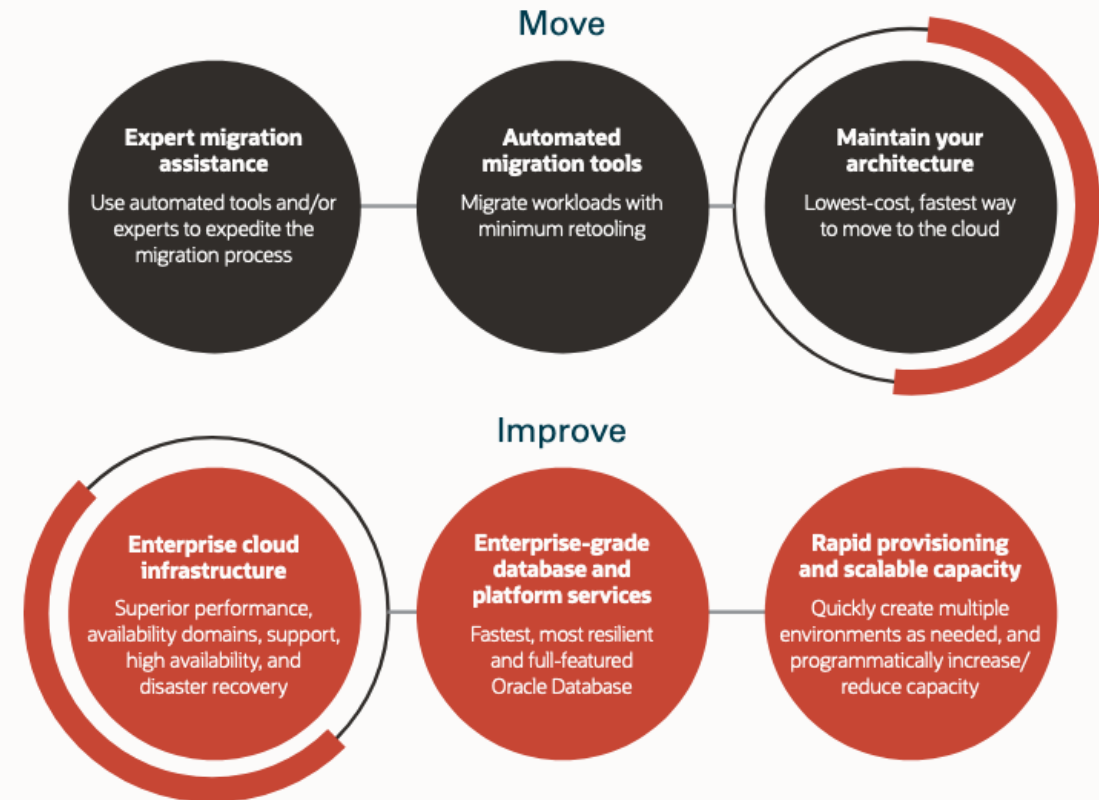 Move
Expert migration
assistance
Use automated tools and/or
experts to expedite the
migration process
Automated
migration tools
Migrate workloads with
minimum retooling
Maintain your
architecture
Lowest-cost, fastest way
to move to the cloud
Improve
Enterprise cloud
infrastructure
Superior performance,
availability domains, support,
high availability, and
disaster recovery
Enterprise-grade
database and
platform services
Fastest, most resilient
and full-featured
Oracle Database
Rapid provisioning
and scalable capacity
Quickly create multiple
environments as needed, and
programmatically increase/
reduce capacity